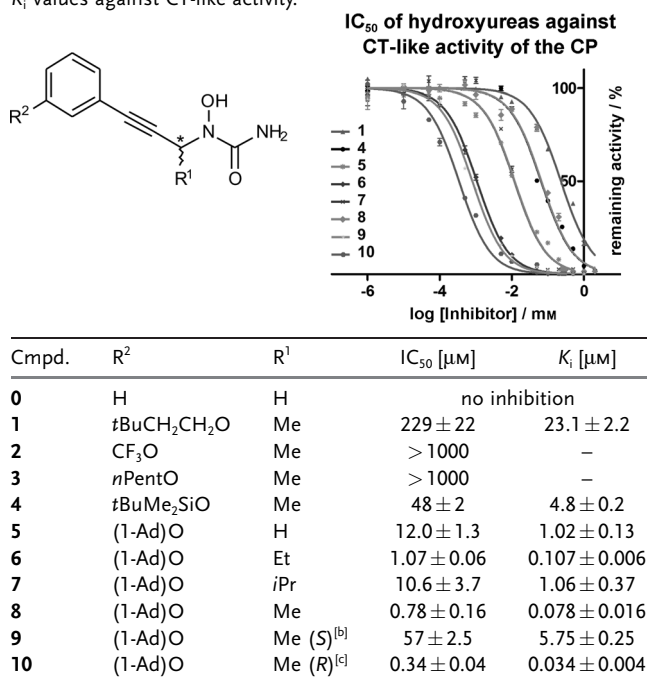 Kᵢ values against CT-like activity.
IC₅₀ of hydroxyureas against
CT-like activity of the CP
R²
*
R¹
OH
N
O
NH₂
1
4
5
6
7
8
9
10
100
50
remaining activity / %
-6 -4 -2 0
log [Inhibitor] / mM
Cmpd. R² R¹ IC₅₀ [μM] Kᵢ [μM]
0 H H no inhibition
1 tBuCH₂CH₂O Me 229 ± 22 23.1 ± 2.2
2 CF₃O Me > 1000 –
3 nPentO Me > 1000 –
4 tBuMe₂SiO Me 48 ± 2 4.8 ± 0.2
5 (1-Ad)O H 12.0 ± 1.3 1.02 ± 0.13
6 (1-Ad)O Et 1.07 ± 0.06 0.107 ± 0.006
7 (1-Ad)O iPr 10.6 ± 3.7 1.06 ± 0.37
8 (1-Ad)O Me 0.78 ± 0.16 0.078 ± 0.016
9 (1-Ad)O Me (S)[b] 57 ± 2.5 5.75 ± 0.25
10 (1-Ad)O Me (R)[c] 0.34 ± 0.04 0.034 ± 0.004